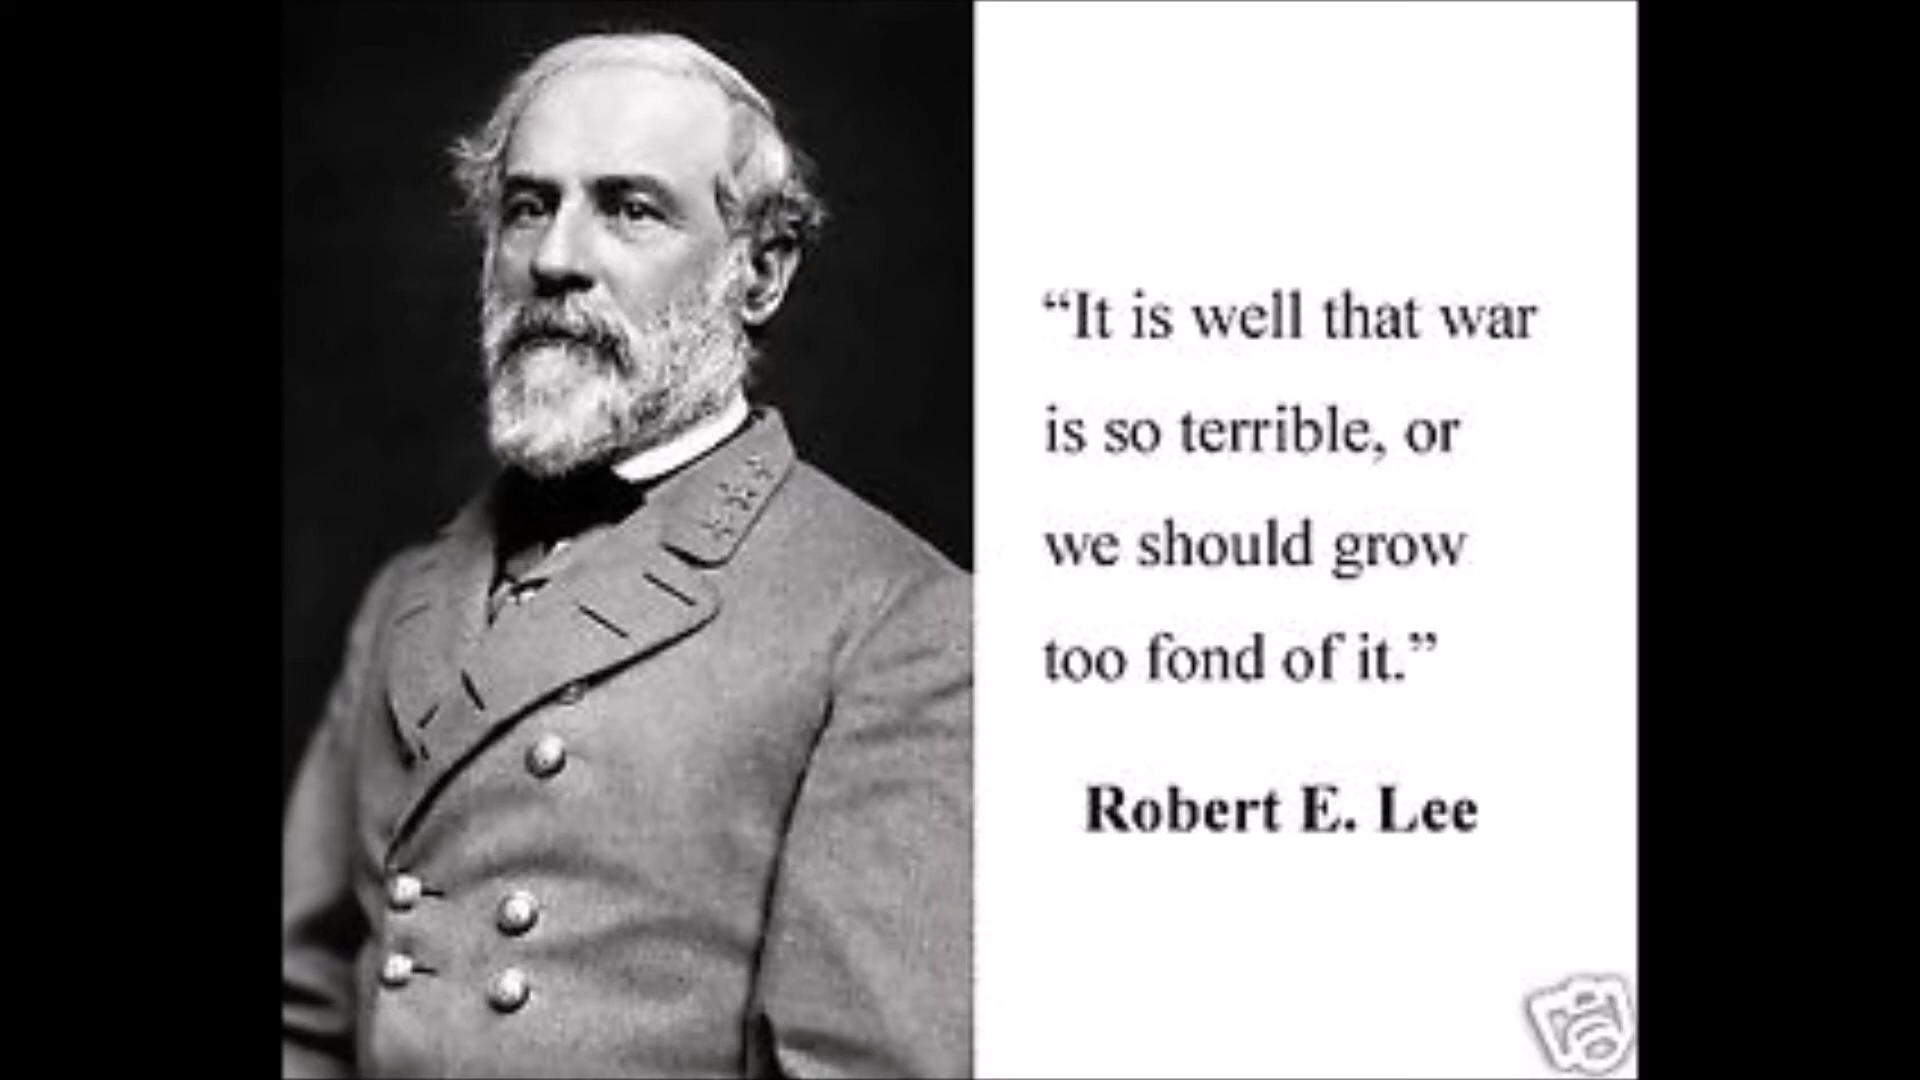 “It is well that war
is so terrible, or
we should grow
too fond of it.”
Robert E. Lee